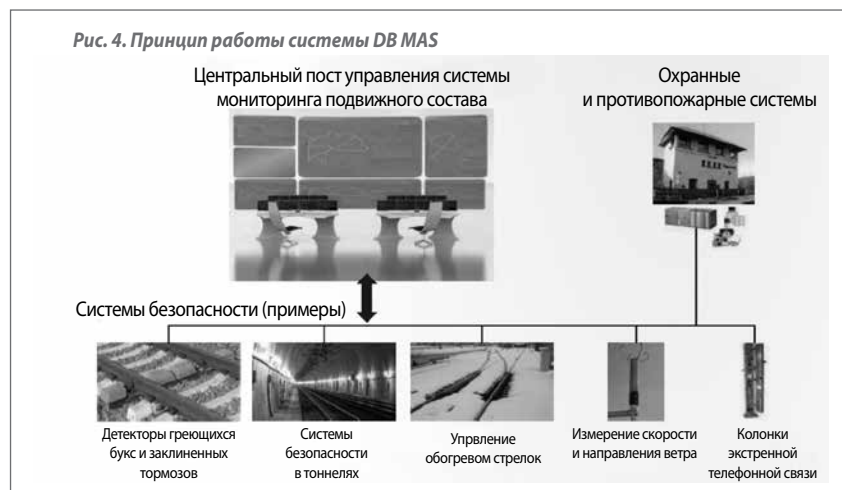 Рис. 4. Принцип работы системы DB MAS
Центральный пост управления системы
мониторинга подвижного состава
Охранные
и противопожарные системы
Системы безопасности (примеры)
Детекторы греющихся
букс и заклиненных
тормозов
Системы
безопасности
в тоннелях
Упрвление
обогревом стрелок
Измерение скорости
и направления ветра
Колонки
экстренной
телефонной связи